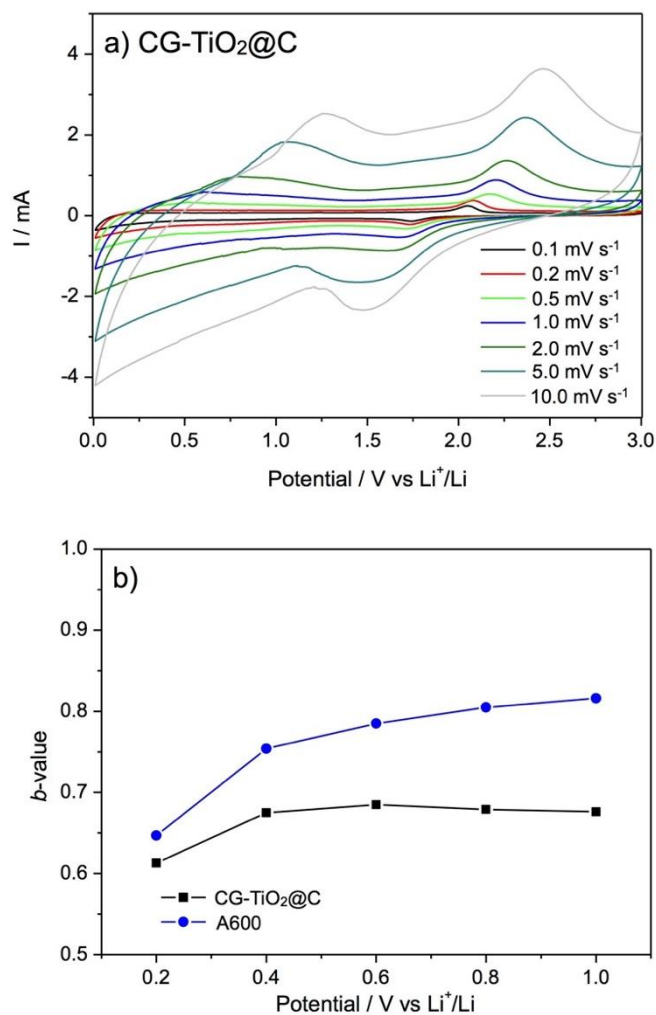 a) CG-TiO₂@C
4
2
0
-2
-4
I / mA
0.1 mV s⁻¹
0.2 mV s⁻¹
0.5 mV s⁻¹
1.0 mV s⁻¹
2.0 mV s⁻¹
5.0 mV s⁻¹
10.0 mV s⁻¹
0.0 0.5 1.0 1.5 2.0 2.5 3.0
Potential / V vs Li⁺/Li
b)
1.0
0.9
0.8
0.7
0.6
0.5
b-value
CG-TiO₂@C
A600
0.2 0.4 0.6 0.8 1.0
Potential / V vs Li⁺/Li